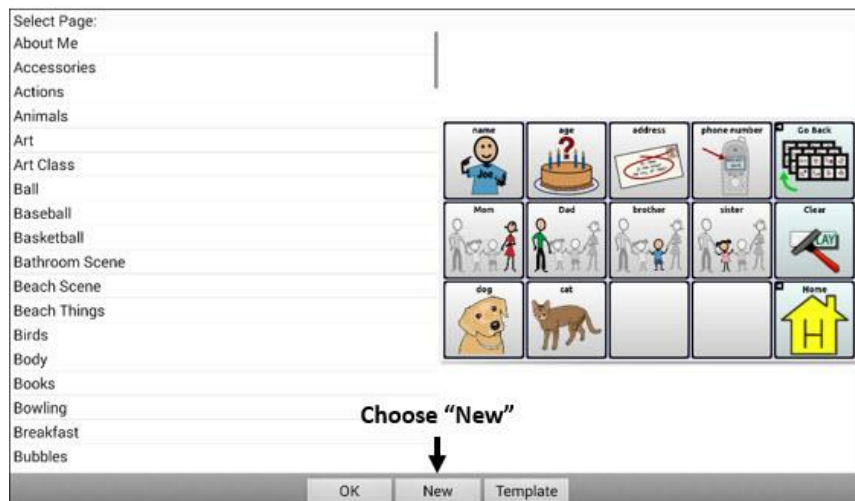 Select Page:
About Me
Accessories
Actions
Animals
Art
Art Class
Ball
Baseball
Basketball
Bathroom Scene
Beach Scene
Beach Things
Birds
Body
Books
Bowling
Breakfast
Bubbles
name age address phone number Go Back
Joe
Mom Dad brother sister Clear
LAY
dog cat Home
H
Choose “New”
OK New Template